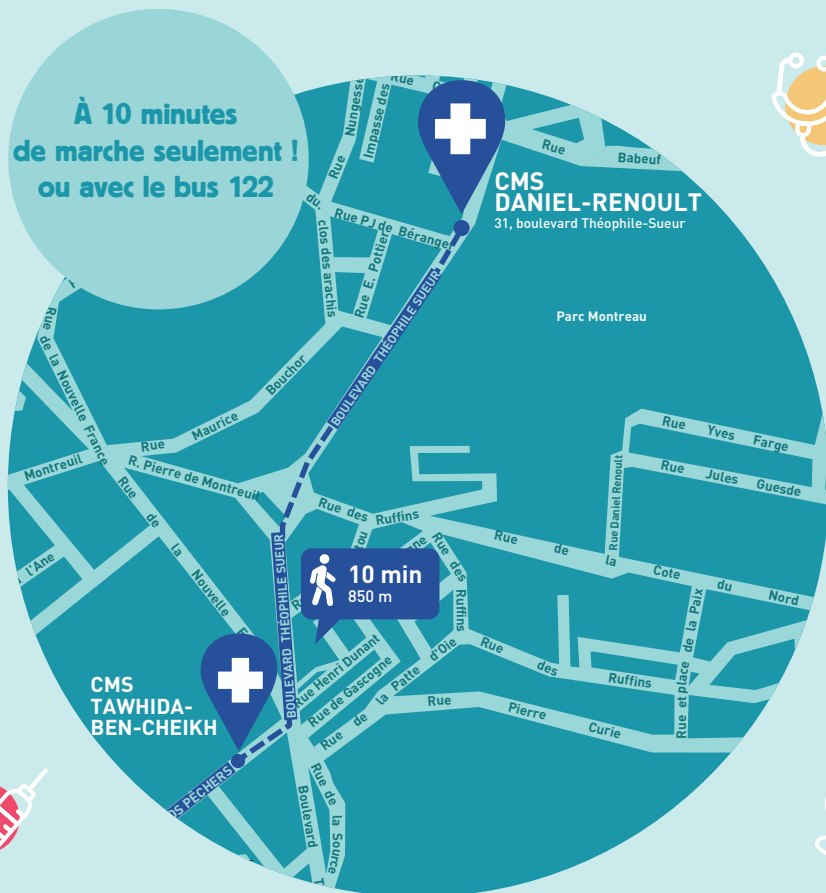 À 10 minutes
de marche seulement !
ou avec le bus 122
Rue
Impasse des
Rue Nungesse
Rue Babeuf
CMS
DANIEL-RENOULT
31, boulevard Théophile-Sueur
du clos des arachis
Rue PJ de Béranger
Rue E. Pottier
BOULEVARD THÉOPHILE SUEUR
Parc Montreau
Rue de la Nouvelle France
Rue Maurice Bouchor
Montreuil
R. Pierre de Montreuil
Rue Yves Farge
Rue Jules Guesde
Rue Daniel Renoult
Rue de la Nouvelle
Rue des Ruffins
Rue de la Cote du Nord
l'Ane
BOULEVARD THÉOPHILE SUEUR
10 min
850 m
Rue des Ruffins
Rue Henri Dunant
Rue de Gascogne
Rue de la Patte d'Oie
Rue des Ruffins
Rue et place de la Paix
Rue Pierre Curie
CMS
TAWHIDA-
BEN-CHEIKH
PÊCHERS
Rue de la Source
Boulevard